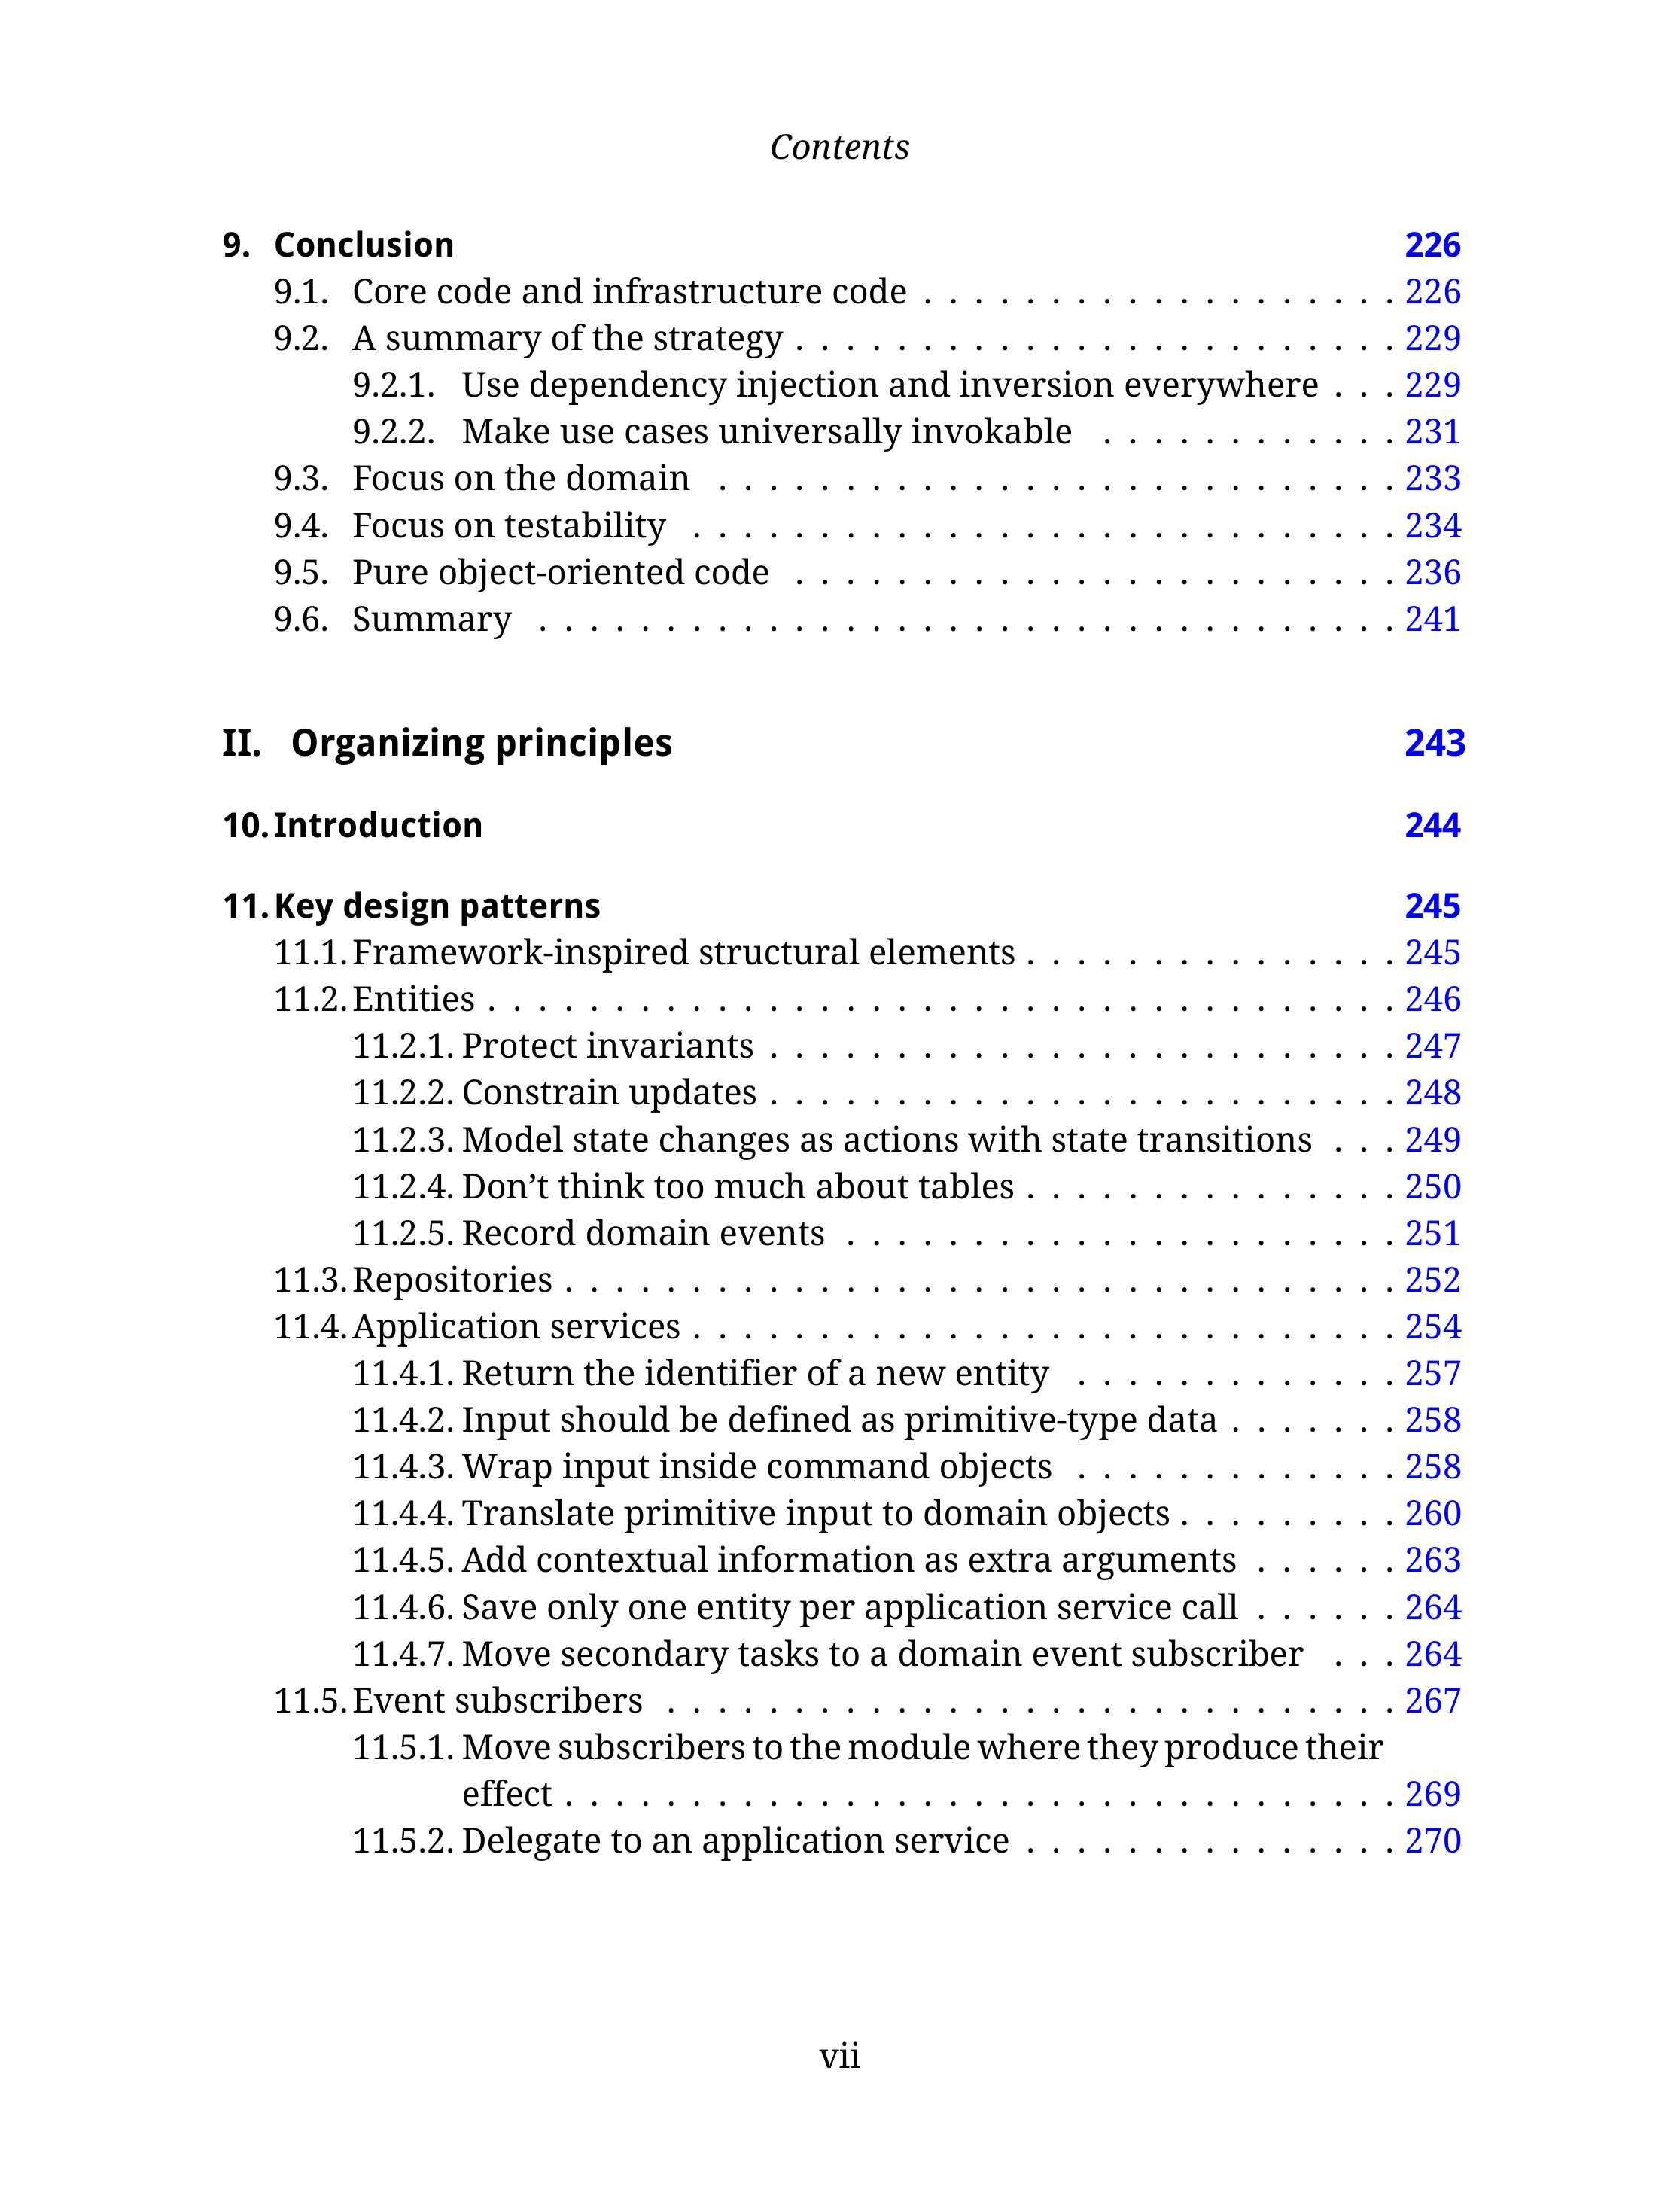 Contents
9. Conclusion 226
9.1. Core code and infrastructure code . . . . . . . . . . . . . . . . . . . 226
9.2. A summary of the strategy . . . . . . . . . . . . . . . . . . . . . . . . 229
9.2.1. Use dependency injection and inversion everywhere . . . 229
9.2.2. Make use cases universally invokable . . . . . . . . . . . . 231
9.3. Focus on the domain . . . . . . . . . . . . . . . . . . . . . . . . . . . 233
9.4. Focus on testability . . . . . . . . . . . . . . . . . . . . . . . . . . . . 234
9.5. Pure object-oriented code . . . . . . . . . . . . . . . . . . . . . . . . 236
9.6. Summary . . . . . . . . . . . . . . . . . . . . . . . . . . . . . . . . . . 241
II. Organizing principles 243
10. Introduction 244
11. Key design patterns 245
11.1. Framework-inspired structural elements . . . . . . . . . . . . . . . 245
11.2. Entities . . . . . . . . . . . . . . . . . . . . . . . . . . . . . . . . . . . . 246
11.2.1. Protect invariants . . . . . . . . . . . . . . . . . . . . . . . . . 247
11.2.2. Constrain updates . . . . . . . . . . . . . . . . . . . . . . . . . 248
11.2.3. Model state changes as actions with state transitions . . . 249
11.2.4. Don’t think too much about tables . . . . . . . . . . . . . . . 250
11.2.5. Record domain events . . . . . . . . . . . . . . . . . . . . . . 251
11.3. Repositories . . . . . . . . . . . . . . . . . . . . . . . . . . . . . . . . . 252
11.4. Application services . . . . . . . . . . . . . . . . . . . . . . . . . . . . 254
11.4.1. Return the identifier of a new entity . . . . . . . . . . . . . 257
11.4.2. Input should be defined as primitive-type data . . . . . . . 258
11.4.3. Wrap input inside command objects . . . . . . . . . . . . . 258
11.4.4. Translate primitive input to domain objects . . . . . . . . . 260
11.4.5. Add contextual information as extra arguments . . . . . . 263
11.4.6. Save only one entity per application service call . . . . . . 264
11.4.7. Move secondary tasks to a domain event subscriber . . . 264
11.5. Event subscribers . . . . . . . . . . . . . . . . . . . . . . . . . . . . . 267
11.5.1. Move subscribers to the module where they produce their
effect . . . . . . . . . . . . . . . . . . . . . . . . . . . . . . . . . 269
11.5.2. Delegate to an application service . . . . . . . . . . . . . . . 270
vii